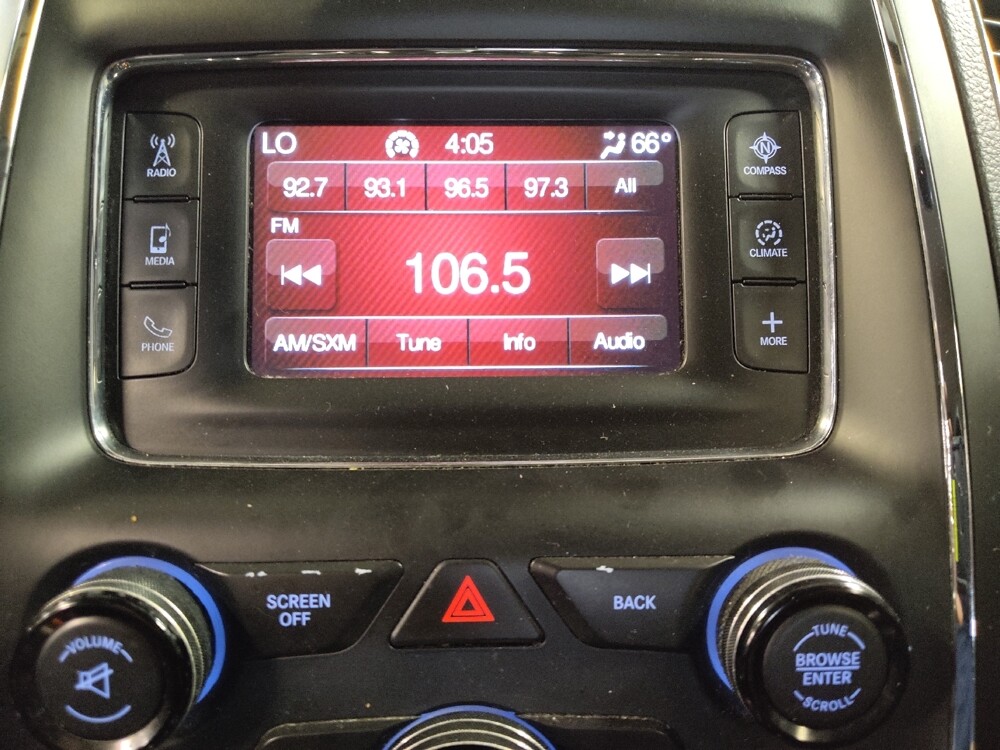 LO 4:05 66°
92.7 93.1 96.5 97.3 All
FM
106.5
AM/SXM Tune Info Audio
RADIO
MEDIA
PHONE
N
COMPASS
CLIMATE
MORE
VOLUME
SCREEN
OFF
BACK
TUNE
BROWSE
ENTER
SCROLL